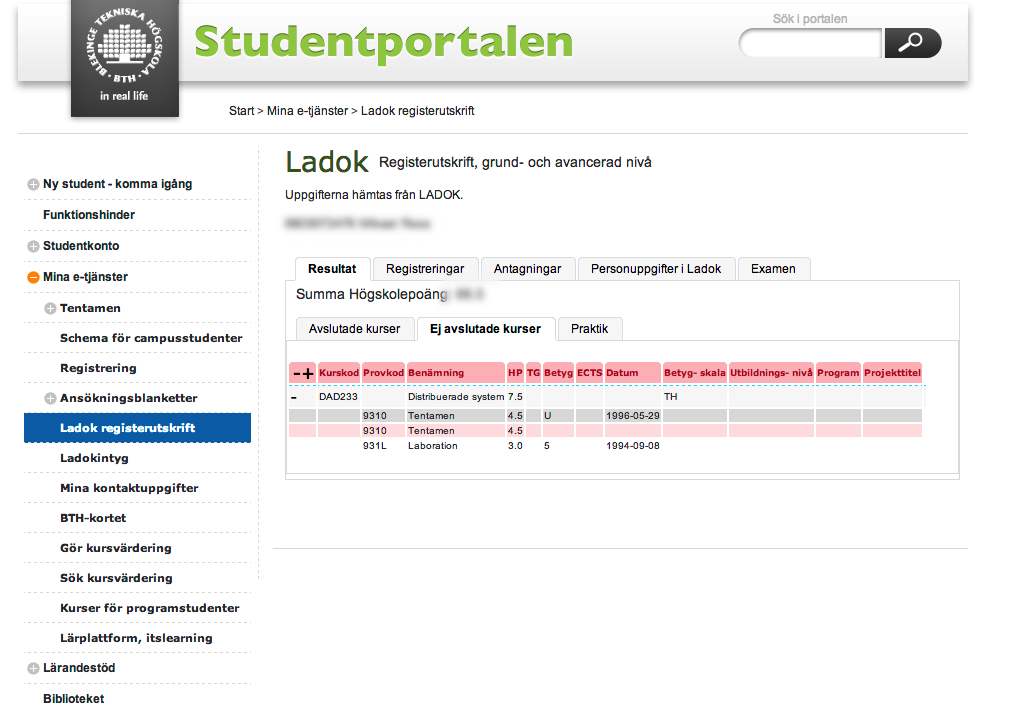 BLEKINGE TEKNISKA HÖGSKOLA · BTH ·
in real life
Studentportalen
Sök i portalen
Start > Mina e-tjänster > Ladok registerutskrift
Ny student - komma igång
Funktionshinder
Studentkonto
Mina e-tjänster
Tentamen
Schema för campusstudenter
Registrering
Ansökningsblanketter
Ladok registerutskrift
Ladokintyg
Mina kontaktuppgifter
BTH-kortet
Gör kursvärdering
Sök kursvärdering
Kurser för programstudenter
Lärplattform, itslearning
Lärandestöd
Biblioteket
Ladok Registerutskrift, grund- och avancerad nivå
Uppgifterna hämtas från LADOK.
Resultat Registreringar Antagningar Personuppgifter i Ladok Examen
Summa Högskolepoäng:
Avslutade kurser Ej avslutade kurser Praktik
-+ Kurskod Provkod Benämning HP TG Betyg ECTS Datum Betyg- skala Utbildnings- nivå Program Projekttitel
- DAD233 Distribuerade system 7.5 TH
9310 Tentamen 4.5 U 1996-05-29
9310 Tentamen 4.5
931L Laboration 3.0 5 1994-09-08